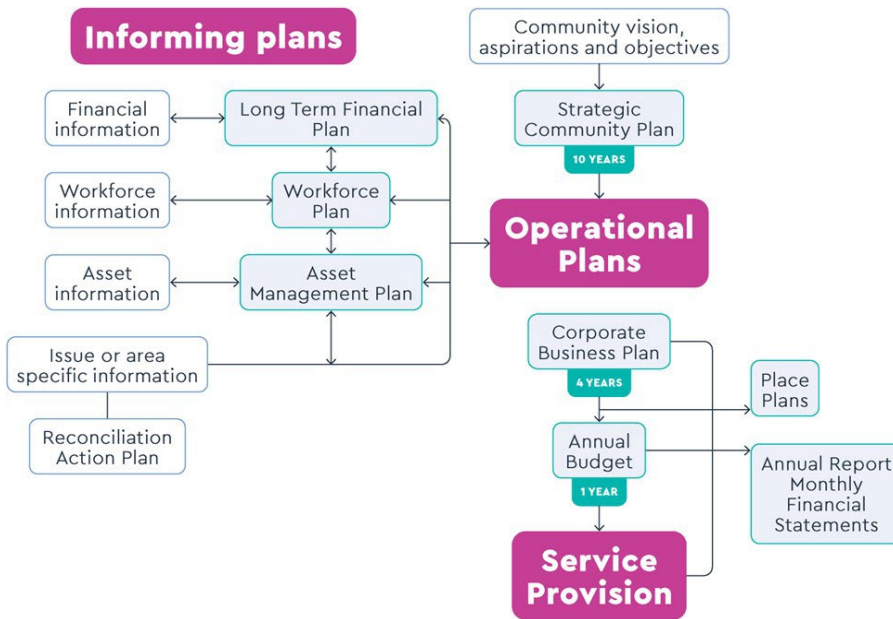 Informing plans
Community vision,
aspirations and objectives
Financial
information
Long Term Financial
Plan
Strategic
Community Plan
10 YEARS
Workforce
information
Workforce
Plan
Operational
Plans
Asset
information
Asset
Management Plan
Issue or area
specific information
Reconciliation
Action Plan
Corporate
Business Plan
4 YEARS
Place
Plans
Annual
Budget
1 YEAR
Annual Report
Monthly
Financial
Statements
Service
Provision